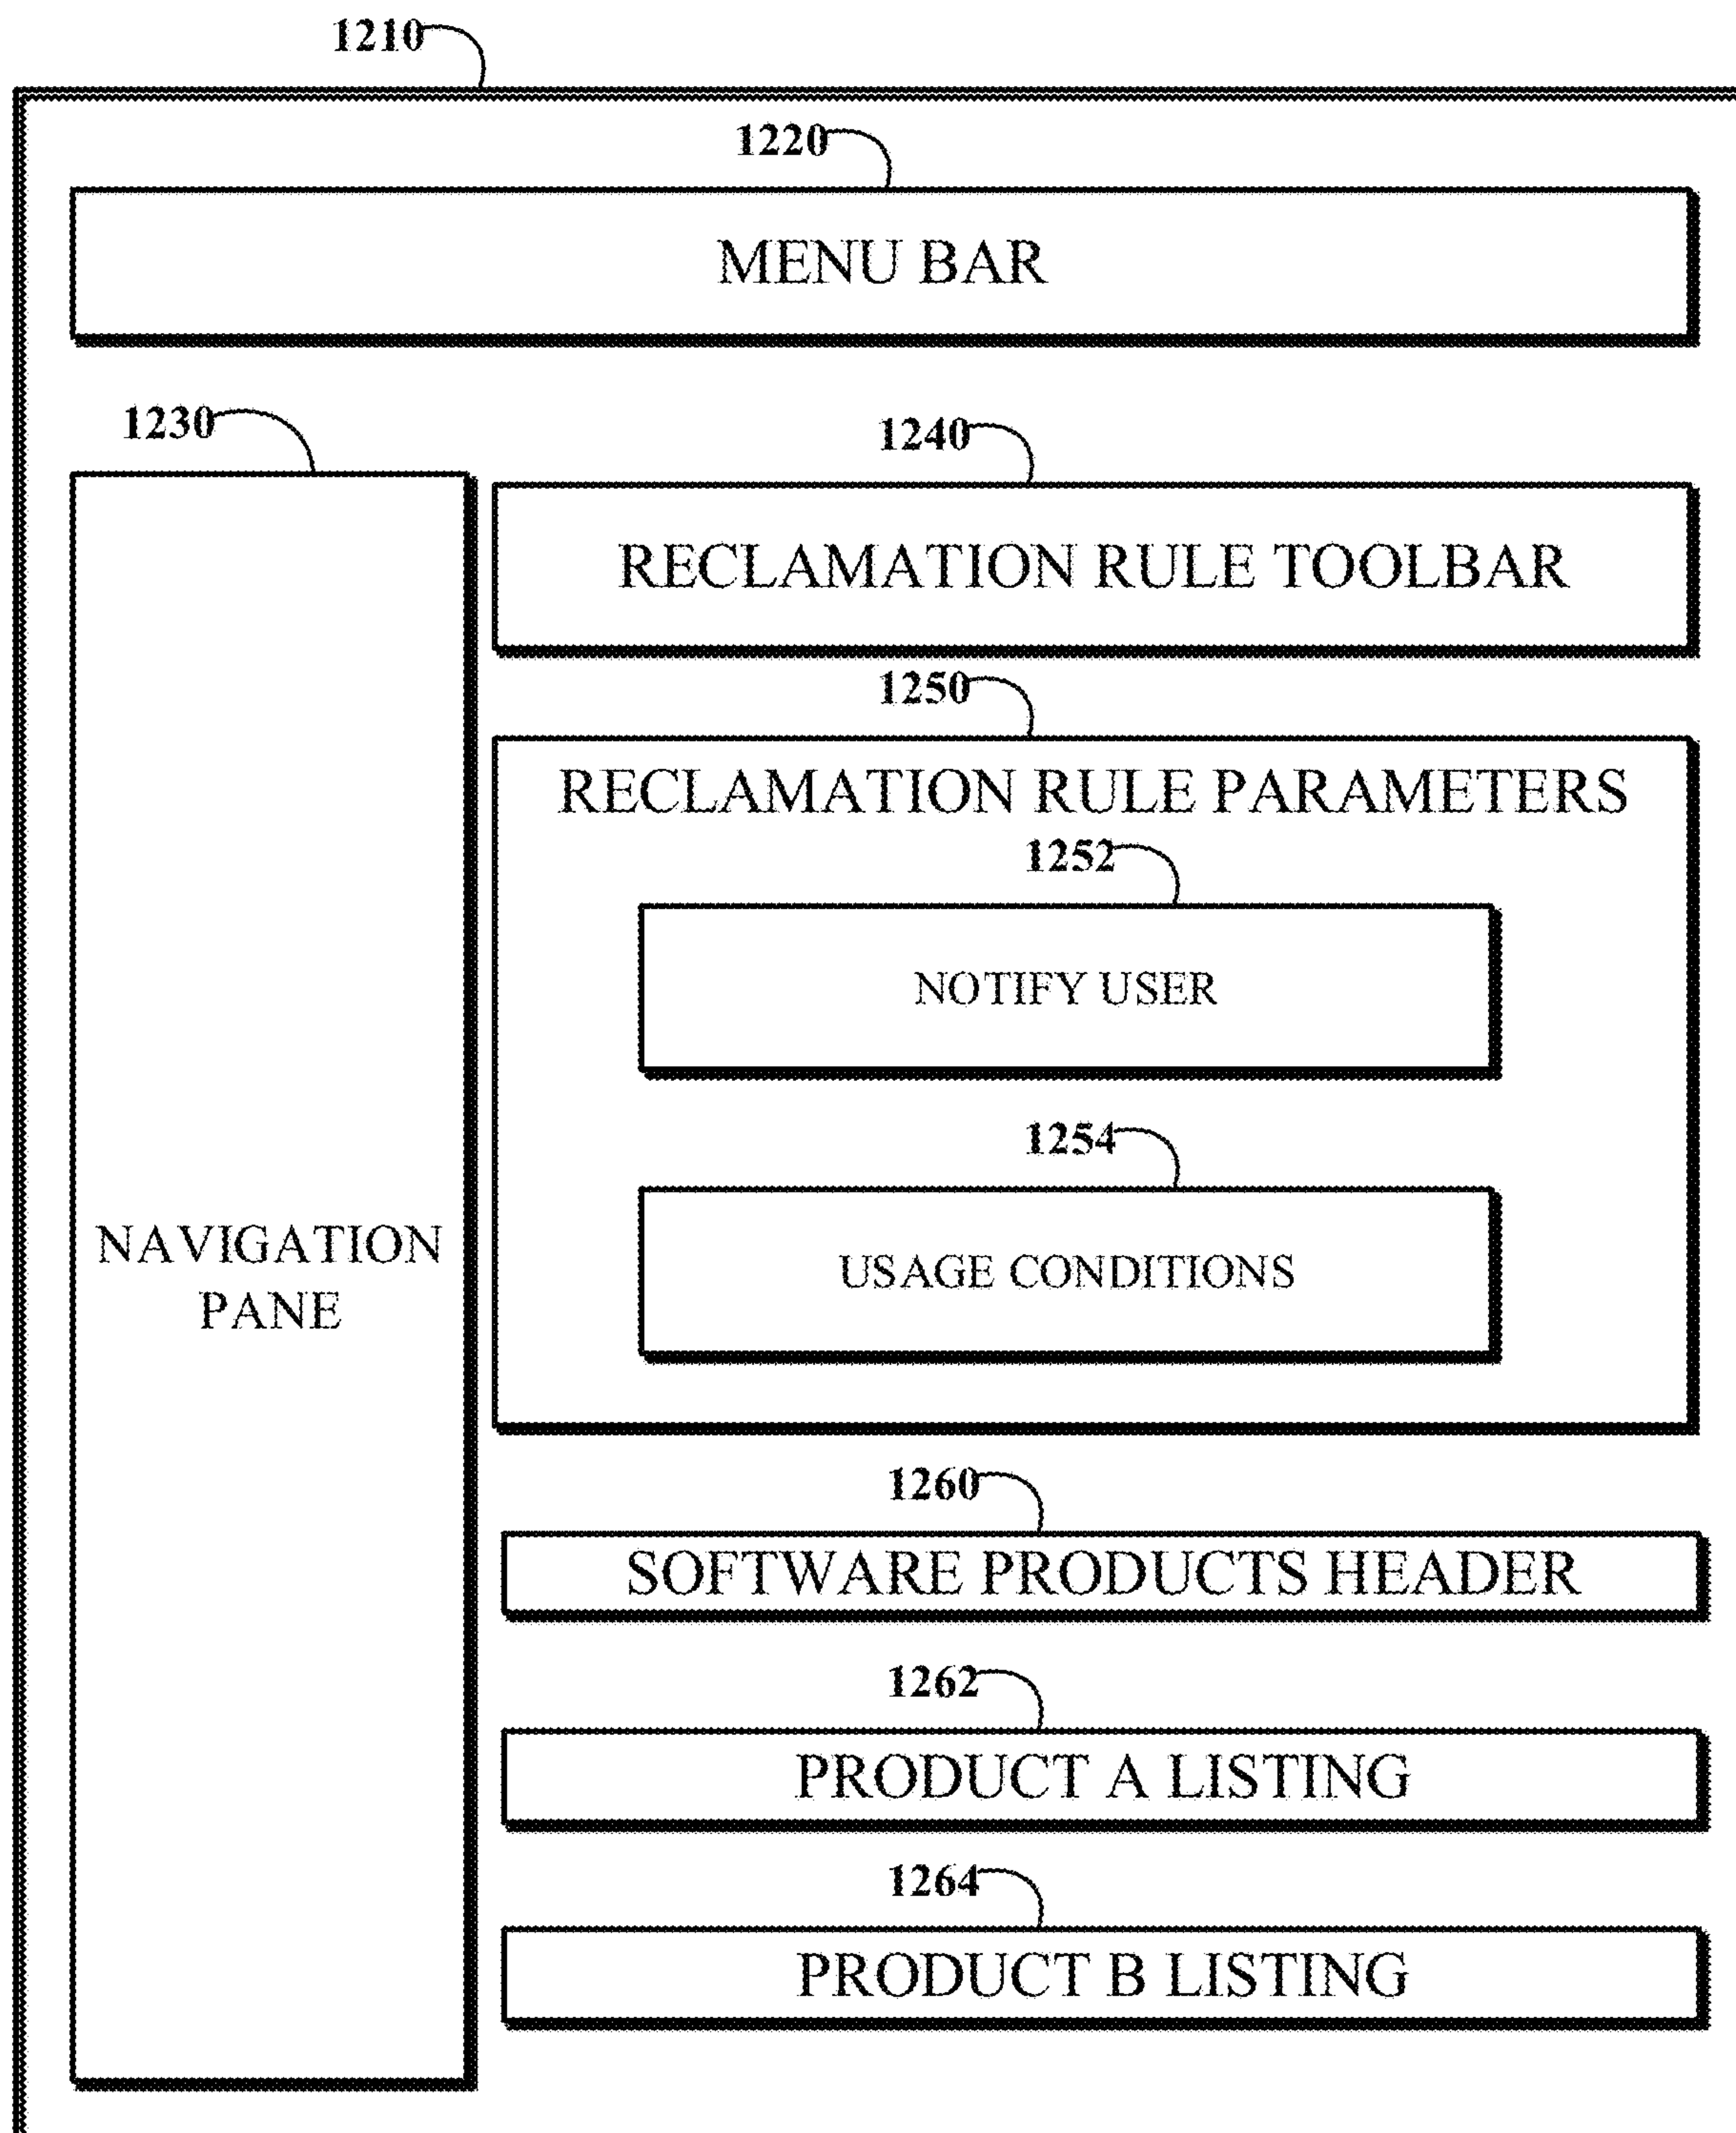 1210
1220
MENU BAR
1230
NAVIGATION
PANE
1240
RECLAMATION RULE TOOLBAR
1250
RECLAMATION RULE PARAMETERS
1252
NOTIFY USER
1254
USAGE CONDITIONS
1260
SOFTWARE PRODUCTS HEADER
1262
PRODUCT A LISTING
1264
PRODUCT B LISTING